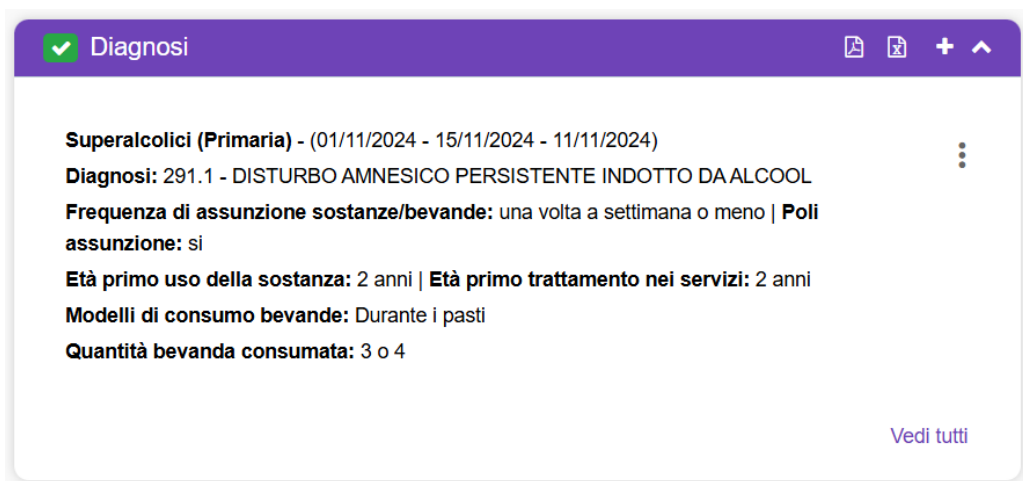 Diagnosi
Superalcolici (Primaria) - (01/11/2024 - 15/11/2024 - 11/11/2024)
Diagnosi: 291.1 - DISTURBO AMNESICO PERSISTENTE INDOTTO DA ALCOOL
Frequenza di assunzione sostanze/bevande: una volta a settimana o meno | Poli
assunzione: si
Età primo uso della sostanza: 2 anni | Età primo trattamento nei servizi: 2 anni
Modelli di consumo bevande: Durante i pasti
Quantità bevanda consumata: 3 o 4
Vedi tutti